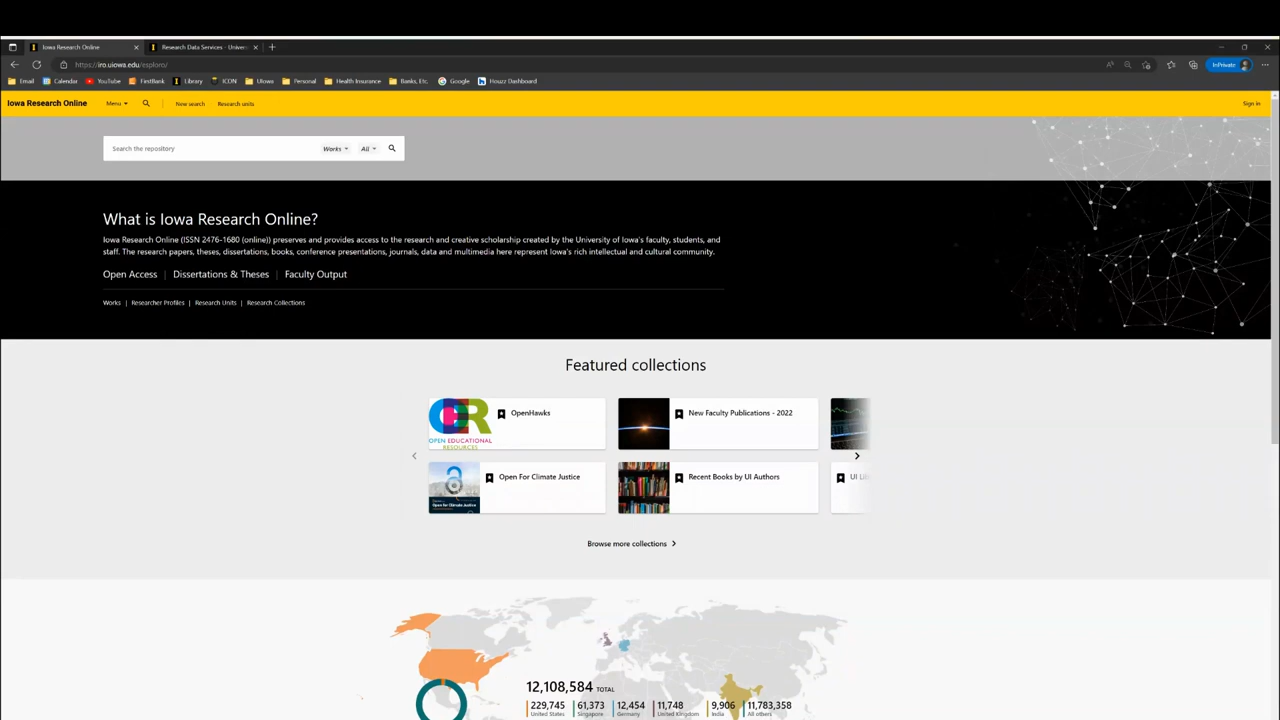 Iowa Research Online
Research Data Services - Univer
https://iro.uiowa.edu/esploro/
InPrivate
Email
Calendar
YouTube
FirstBank
Library
ICON
UIowa
Personal
Health Insurance
Banks, Etc.
Google
Houzz Dashboard
Iowa Research Online
Menu
New search
Research units
Sign in
Search the repository
Works
All
What is Iowa Research Online?
Iowa Research Online (ISSN 2476-1680 (online)) preserves and provides access to the research and creative scholarship created by the University of Iowa's faculty, students, and
staff. The research papers, theses, dissertations, books, conference presentations, journals, data and multimedia here represent Iowa's rich intellectual and cultural community.
Open Access | Dissertations & Theses | Faculty Output
Works | Researcher Profiles | Research Units | Research Collections
Featured collections
OER
OPEN EDUCATIONAL
RESOURCES
OpenHawks
New Faculty Publications - 2022
Open for Climate Justice
Open For Climate Justice
Recent Books by UI Authors
UI
Browse more collections
12,108,584 TOTAL
229,745 61,373 12,454 11,748 9,906 11,783,358
United States Singapore Germany United Kingdom India All others